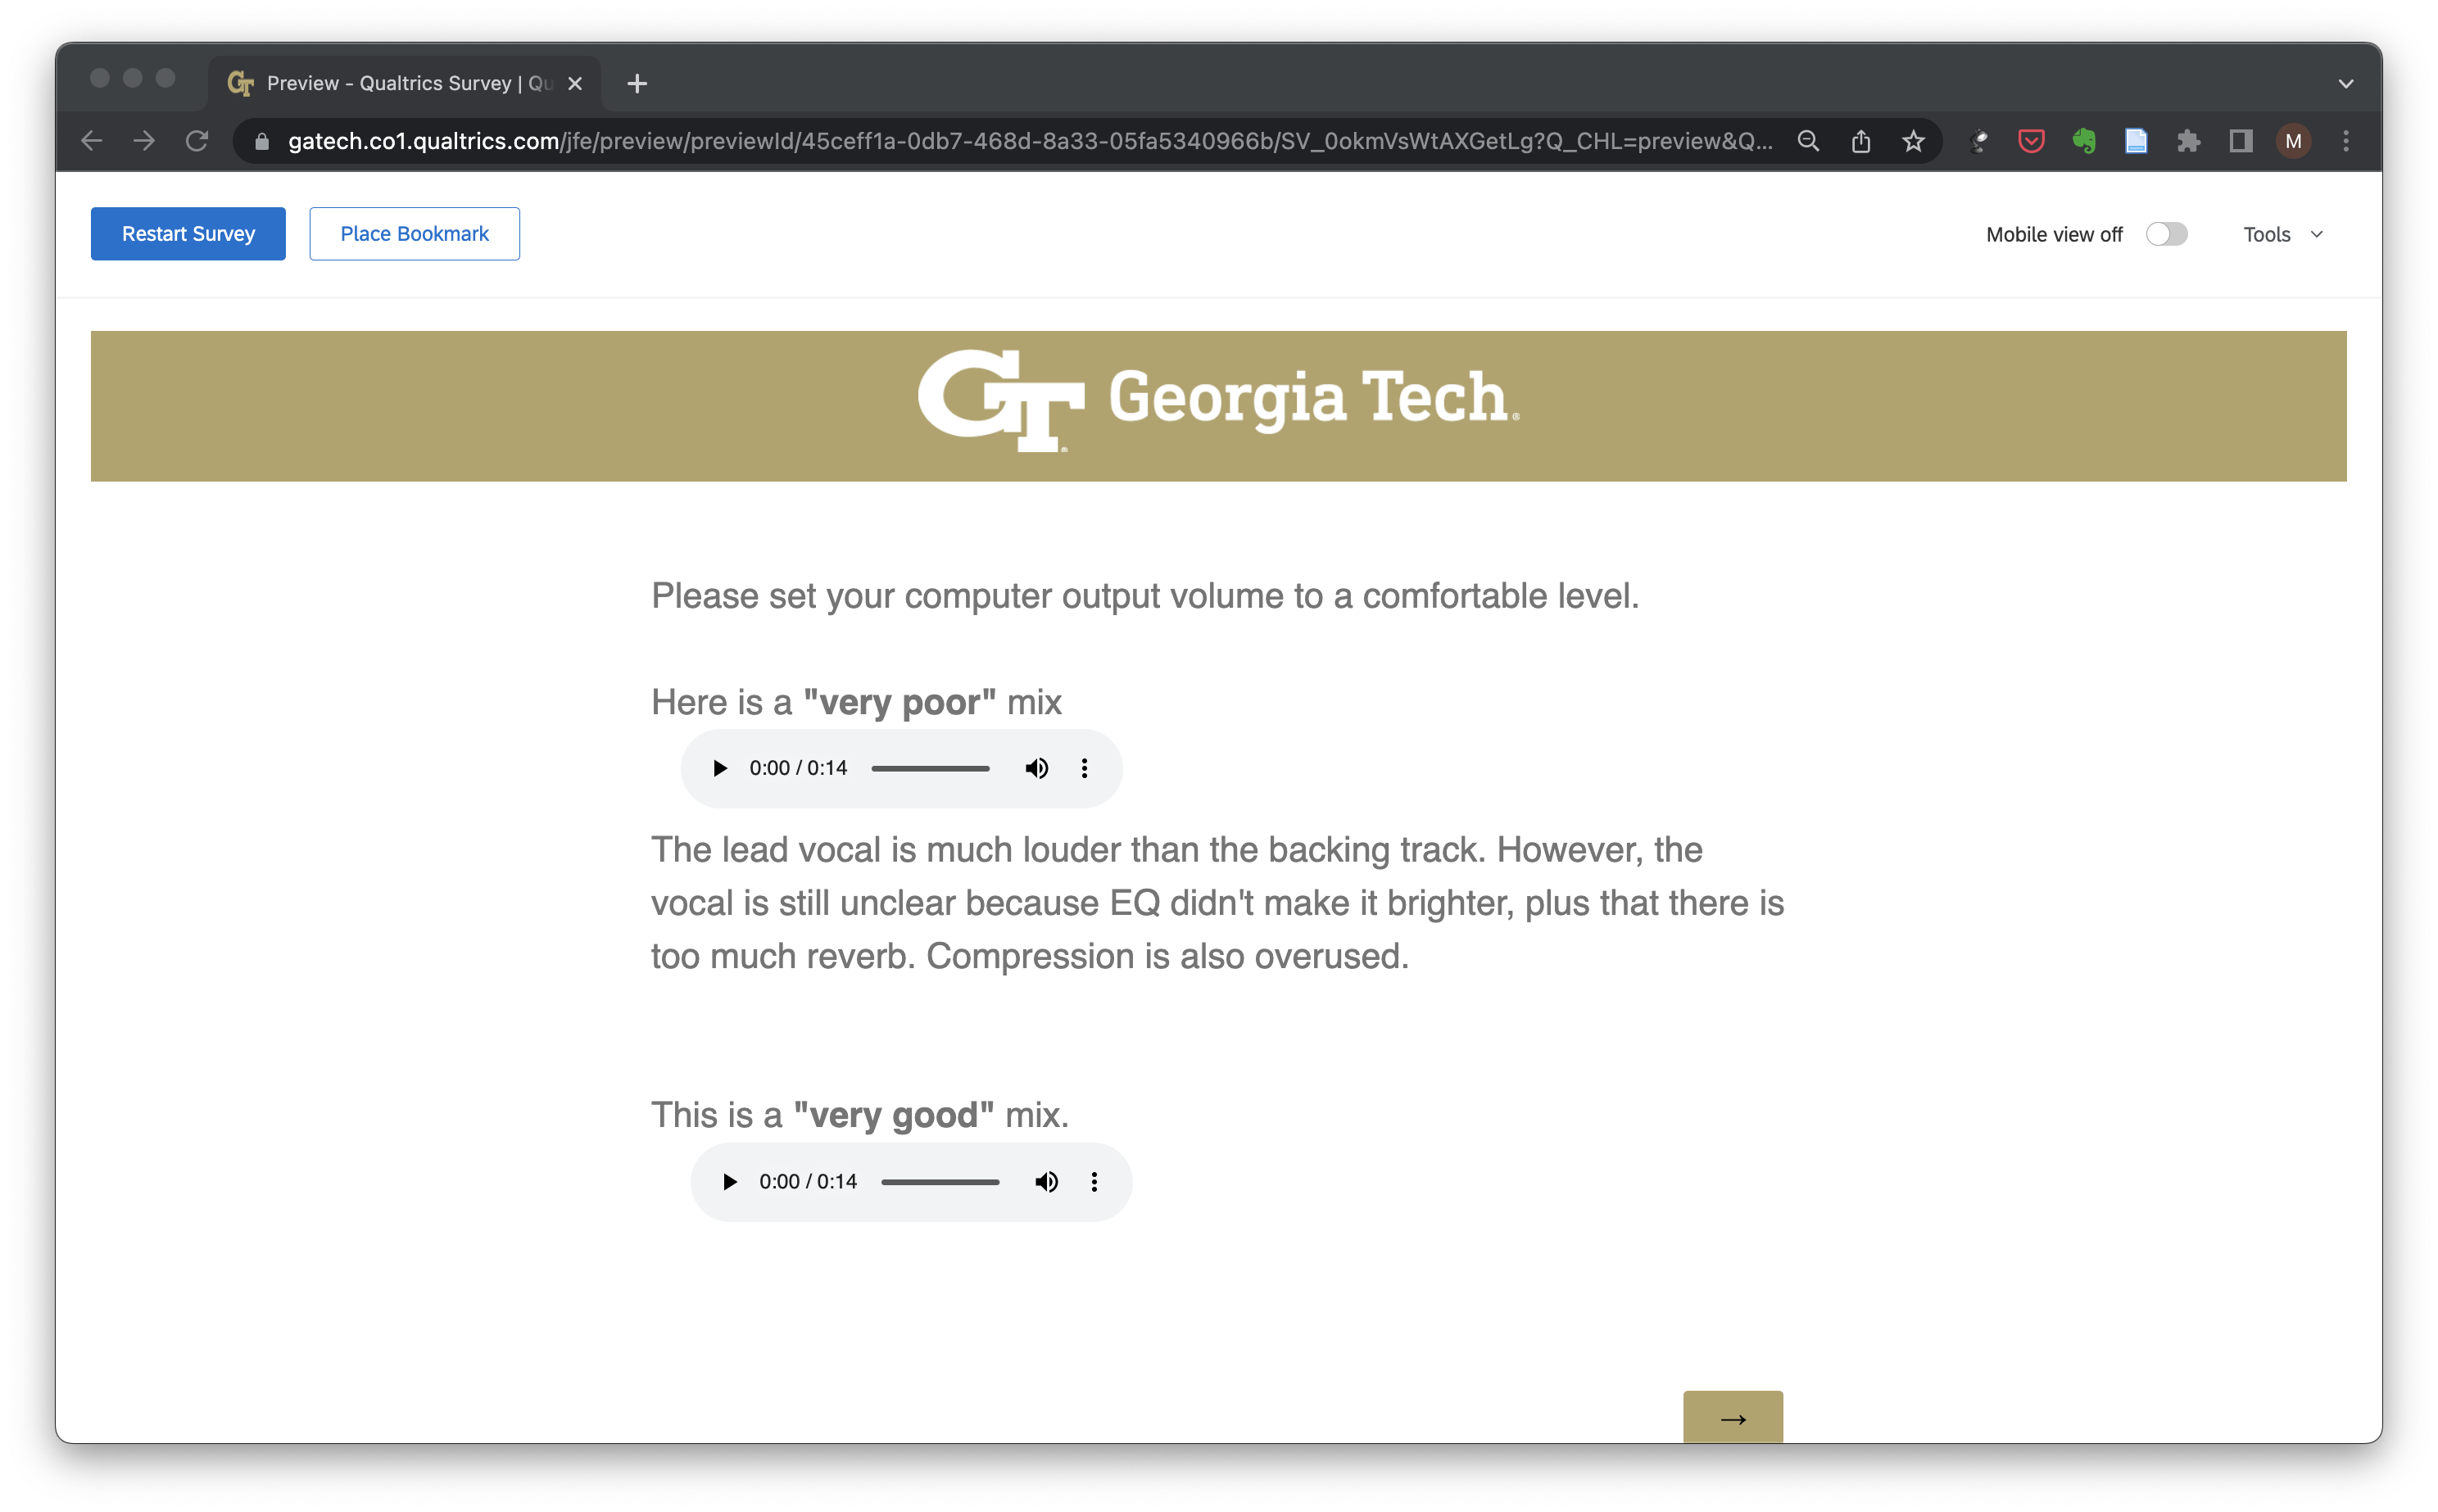 Preview - Qualtrics Survey | Qu
gatech.co1.qualtrics.com/jfe/preview/previewId/45ceff1a-0db7-468d-8a33-05fa5340966b/SV_0okmVsWtAXGetLg?Q_CHL=preview&Q...
M
Restart Survey
Place Bookmark
Mobile view off
Tools
GT® Georgia Tech®
Please set your computer output volume to a comfortable level.
Here is a "very poor" mix
0:00 / 0:14
The lead vocal is much louder than the backing track. However, the
vocal is still unclear because EQ didn't make it brighter, plus that there is
too much reverb. Compression is also overused.
This is a "very good" mix.
0:00 / 0:14
→